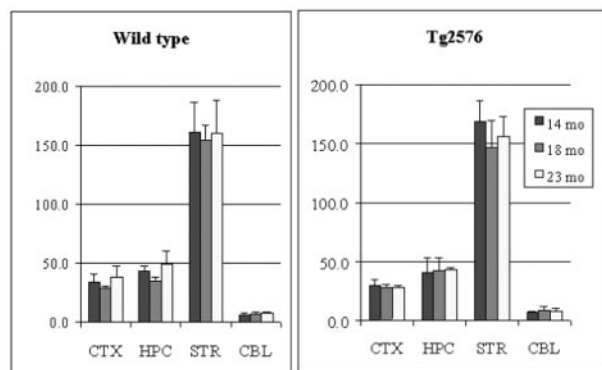 Wild type
200.0
150.0
100.0
50.0
0.0
CTX HPC STR CBL
Tg2576
200.0
150.0
100.0
50.0
0.0
CTX HPC STR CBL
14 mo
18 mo
23 mo